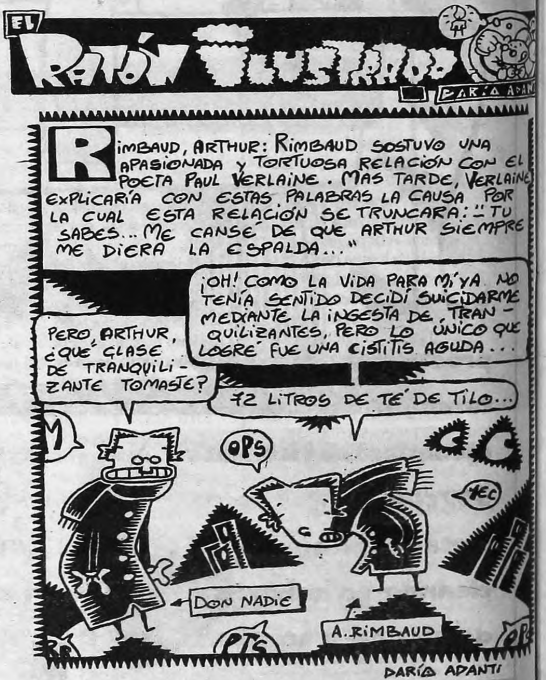 EL
RATÓN ILUSTRADO
DARÍO ADANTI
RIMBAUD, ARTHUR: RIMBAUD SOSTUVO UNA
APASIONADA Y TORTUOSA RELACIÓN CON EL
POETA PAUL VERLAINE. MAS TARDE, VERLAINE
EXPLICARÍA CON ESTAS PALABRAS LA CAUSA POR
LA CUAL ESTA RELACIÓN SE TRUNCARA: "TU
SABES... ME CANSÉ DE QUE ARTHUR SIEMPRE
ME DIERA LA ESPALDA..."
¡OH! COMO LA VIDA PARA MÍ YA NO
TENÍA SENTIDO DECIDÍ SUICIDARME
MEDIANTE LA INGESTA DE TRAN-
QUILIZANTES, PERO LO ÚNICO QUE
LOGRÉ FUE UNA CISTITIS AGUDA...
PERO, ARTHUR,
¿QUÉ CLASE
DE TRANQUILI-
ZANTE TOMASTE?
72 LITROS DE TÉ DE TILO...
OPS
YEC
DON NADIE
A. RIMBAUD
PTS
DARÍO ADANTI